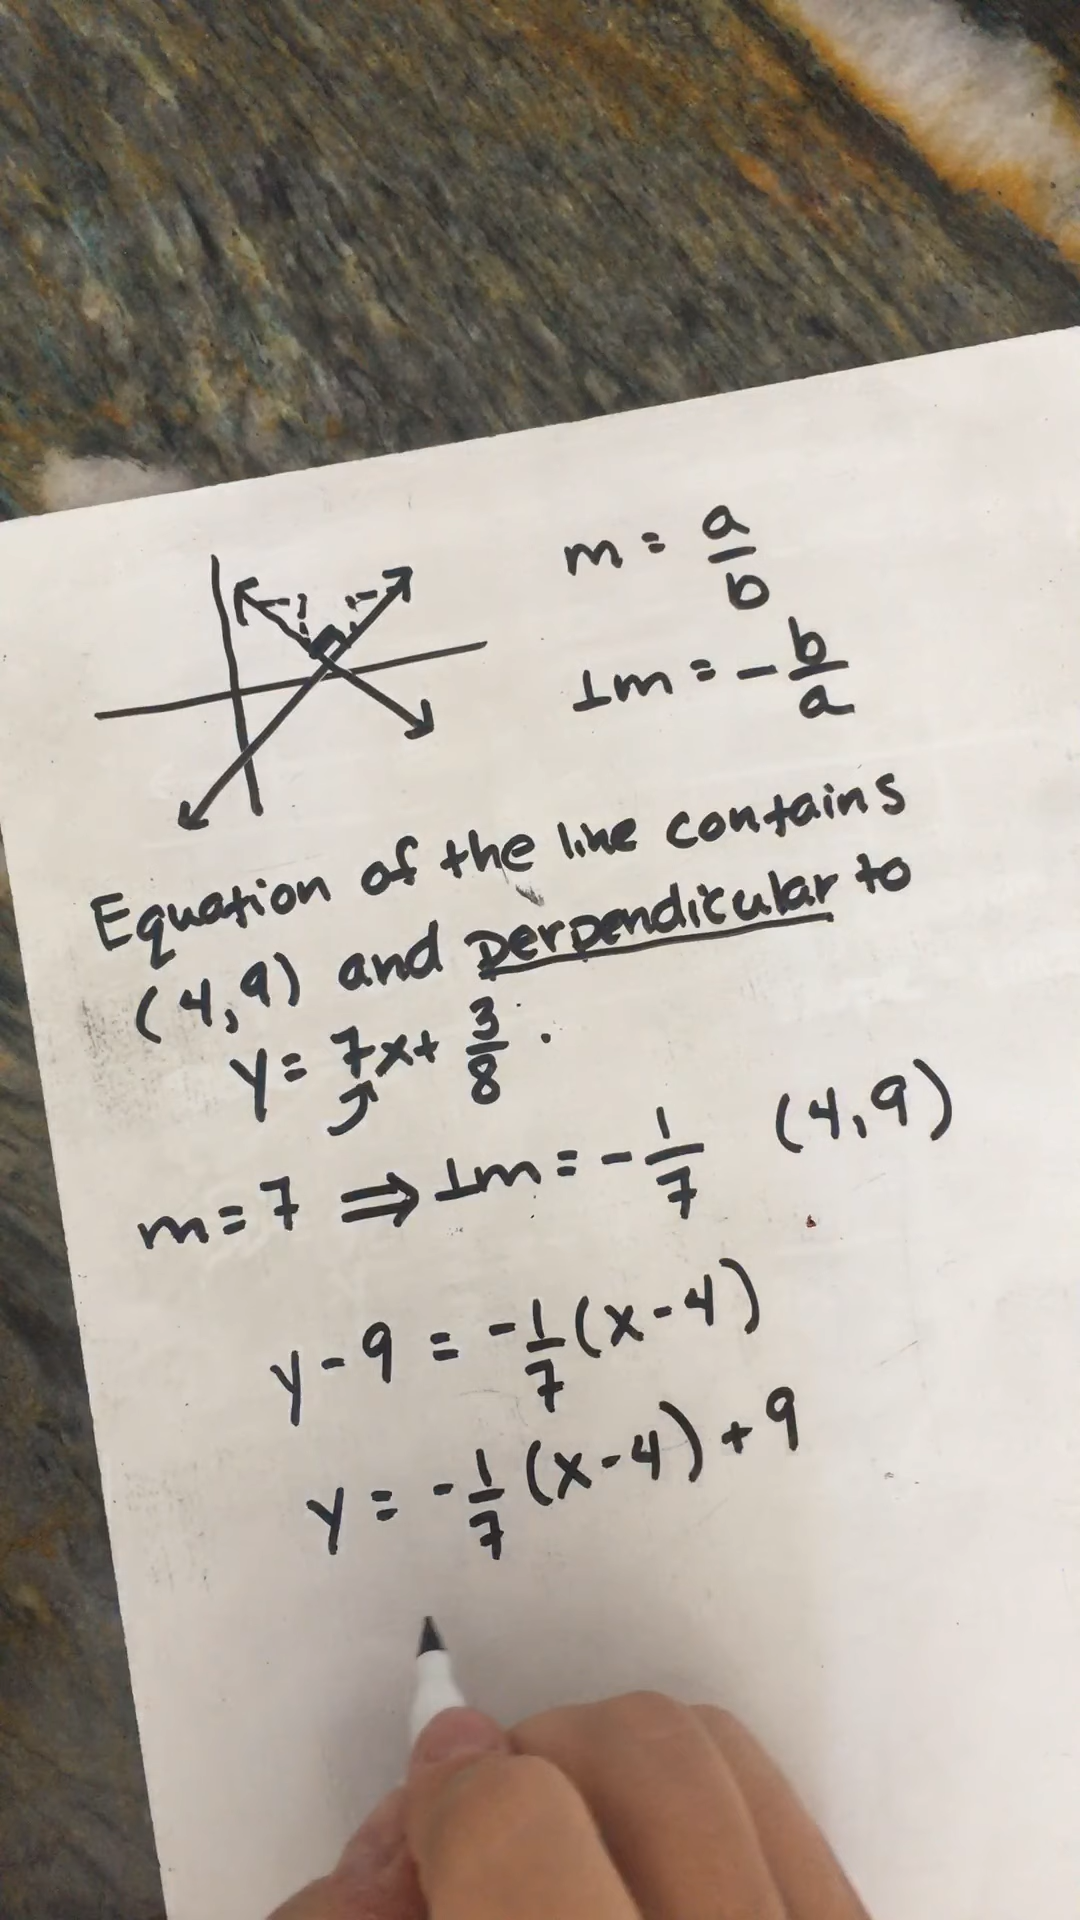 m = a/b
⊥m = - b/a
Equation of the line contains
(4,9) and perpendicular to
y = 7x + 3/8 .
m = 7 ⇒ ⊥m = - 1/7 (4,9)
y - 9 = - 1/7 (x - 4)
y = - 1/7 (x - 4) + 9